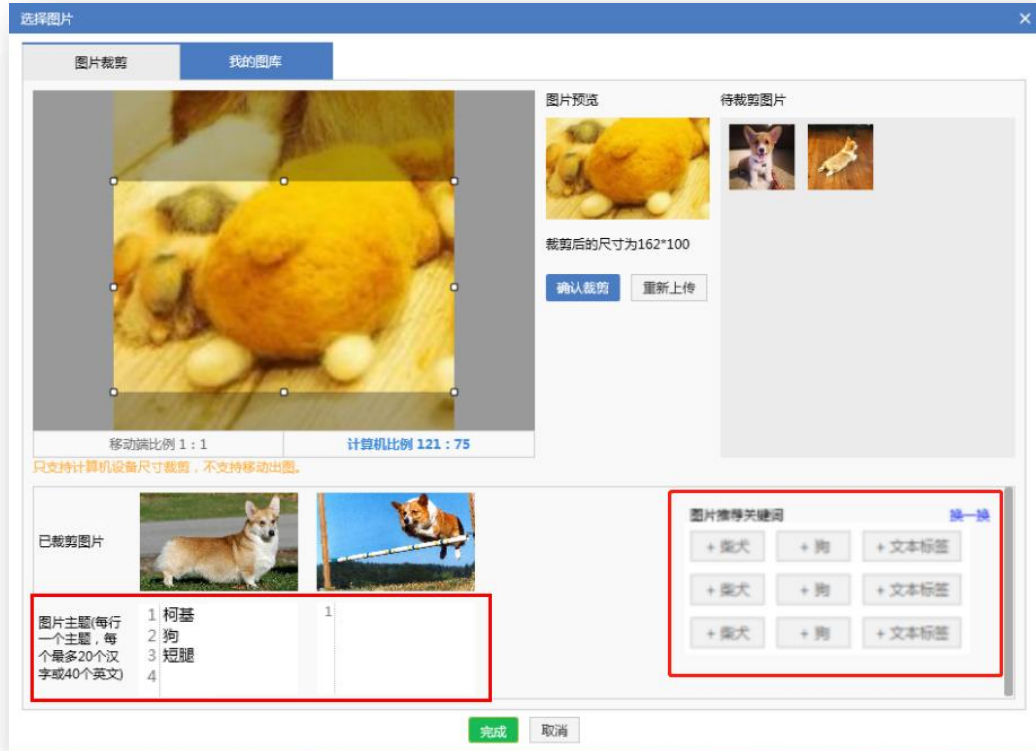 选择图片
×
图片裁剪
我的图库
图片预览
待裁剪图片
裁剪后的尺寸为162*100
确认裁剪
重新上传
移动端比例 1：1
计算机比例 121：75
只支持计算机设备尺寸裁剪，不支持移动出图。
已裁剪图片
图片推荐关键词
换一换
+ 柴犬
+ 狗
+ 文本标签
+ 柴犬
+ 狗
+ 文本标签
+ 柴犬
+ 狗
+ 文本标签
图片主题(每行
一个主题，每
个最多20个汉
字或40个英文)
1 柯基
2 狗
3 短腿
4
1
完成
取消